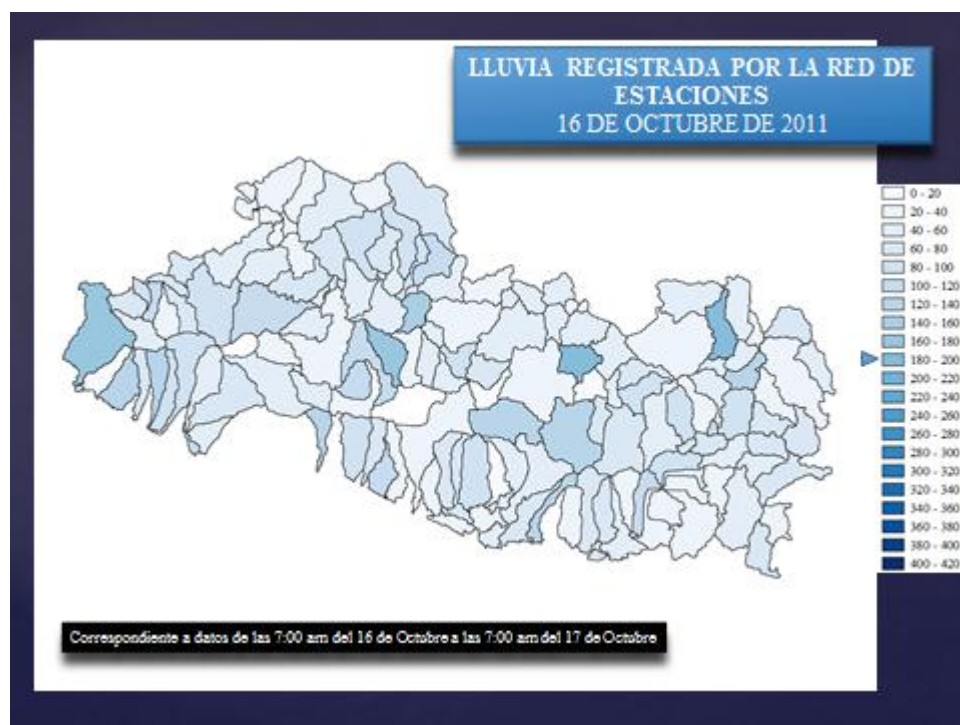 LLUVIA REGISTRADA POR LA RED DE
ESTACIONES
16 DE OCTUBRE DE 2011
0 - 20
20 - 40
40 - 60
60 - 80
80 - 100
100 - 120
120 - 140
140 - 160
160 - 180
180 - 200
200 - 220
220 - 240
240 - 260
260 - 280
280 - 300
300 - 320
320 - 340
340 - 360
360 - 380
380 - 400
400 - 420
Correspondiente a datos de las 7:00 am del 16 de Octubre a las 7:00 am del 17 de Octubre